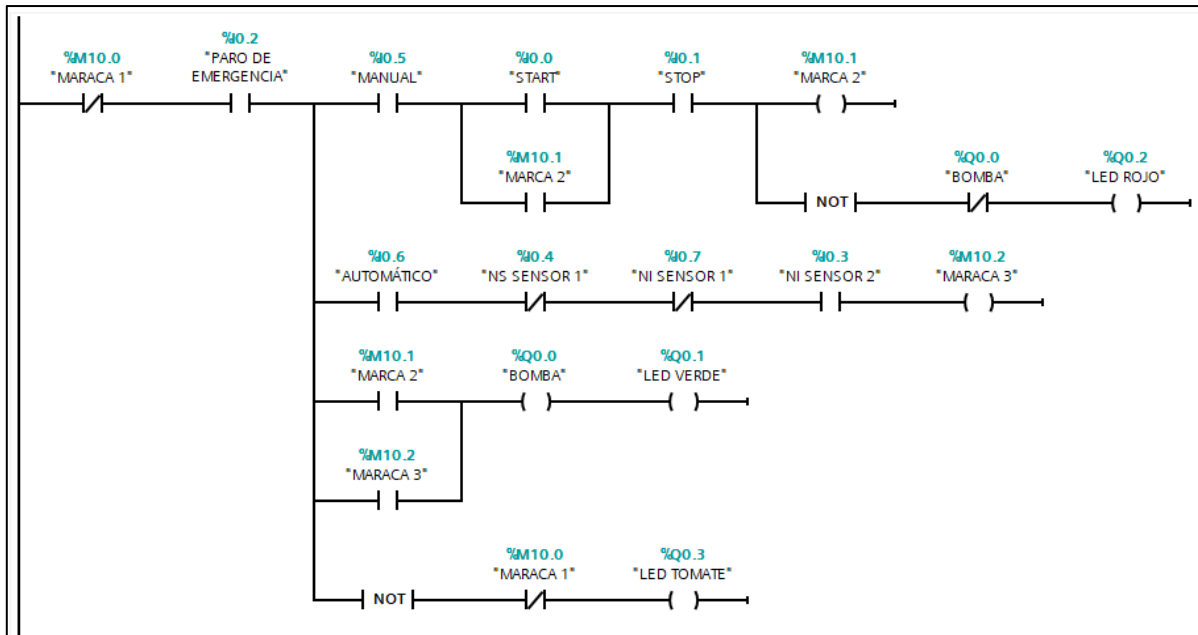 %I0.2
%M10.0 "PARO DE %I0.5 %I0.0 %I0.1 %M10.1
"MARACA 1" EMERGENCIA" "MANUAL" "START" "STOP" "MARCA 2"
%M10.1 %Q0.0 %Q0.2
"MARCA 2" "BOMBA" "LED ROJO"
NOT
%I0.6 %I0.4 %I0.7 %I0.3 %M10.2
"AUTOMÁTICO" "NS SENSOR 1" "NI SENSOR 1" "NI SENSOR 2" "MARACA 3"
%M10.1 %Q0.0 %Q0.1
"MARCA 2" "BOMBA" "LED VERDE"
%M10.2
"MARACA 3"
%M10.0 %Q0.3
"MARACA 1" "LED TOMATE"
NOT